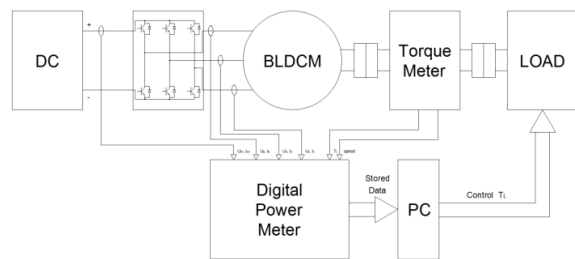 +
DC
-
BLDCM
Torque
Meter
LOAD
speed
Digital
Power
Meter
Stored
Data
PC
Control TL